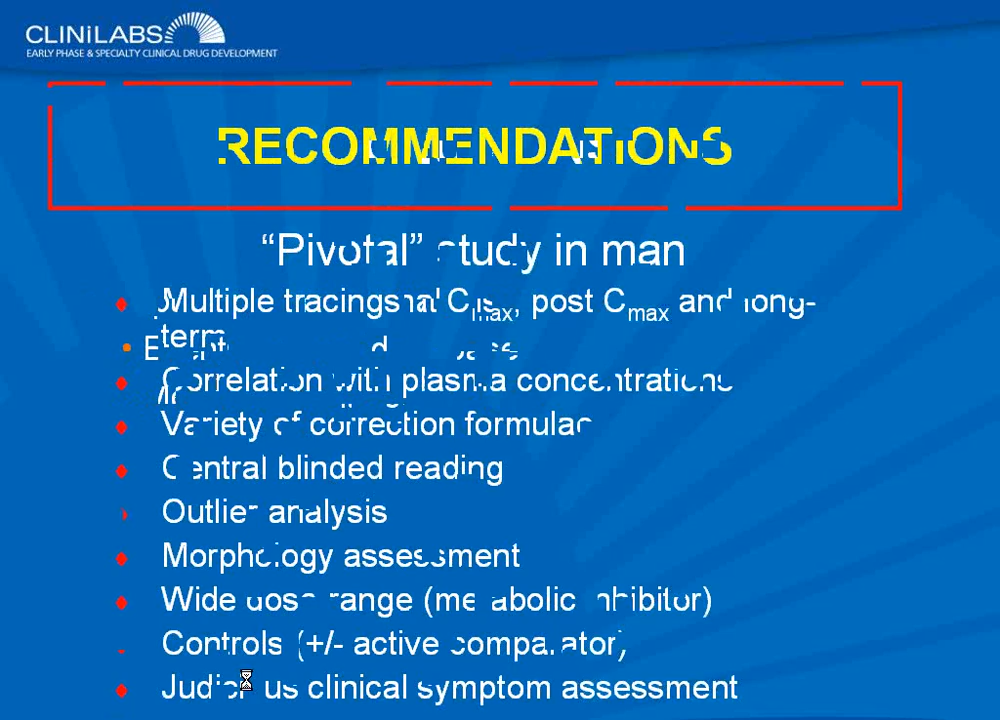 CLINILABS
EARLY PHASE & SPECIALTY CLINICAL DRUG DEVELOPMENT
RECOMMENDATIONS
“Pivotal” study in man
Multiple tracings Cmax, post Cmax and long-
term
Correlation with plasma concentrations
Variety of correction formulae
Central blinded reading
Outlier analysis
Morphology assessment
Wide dose range (metabolic inhibitor)
Controls (+/- active comparator)
Judicious clinical symptom assessment